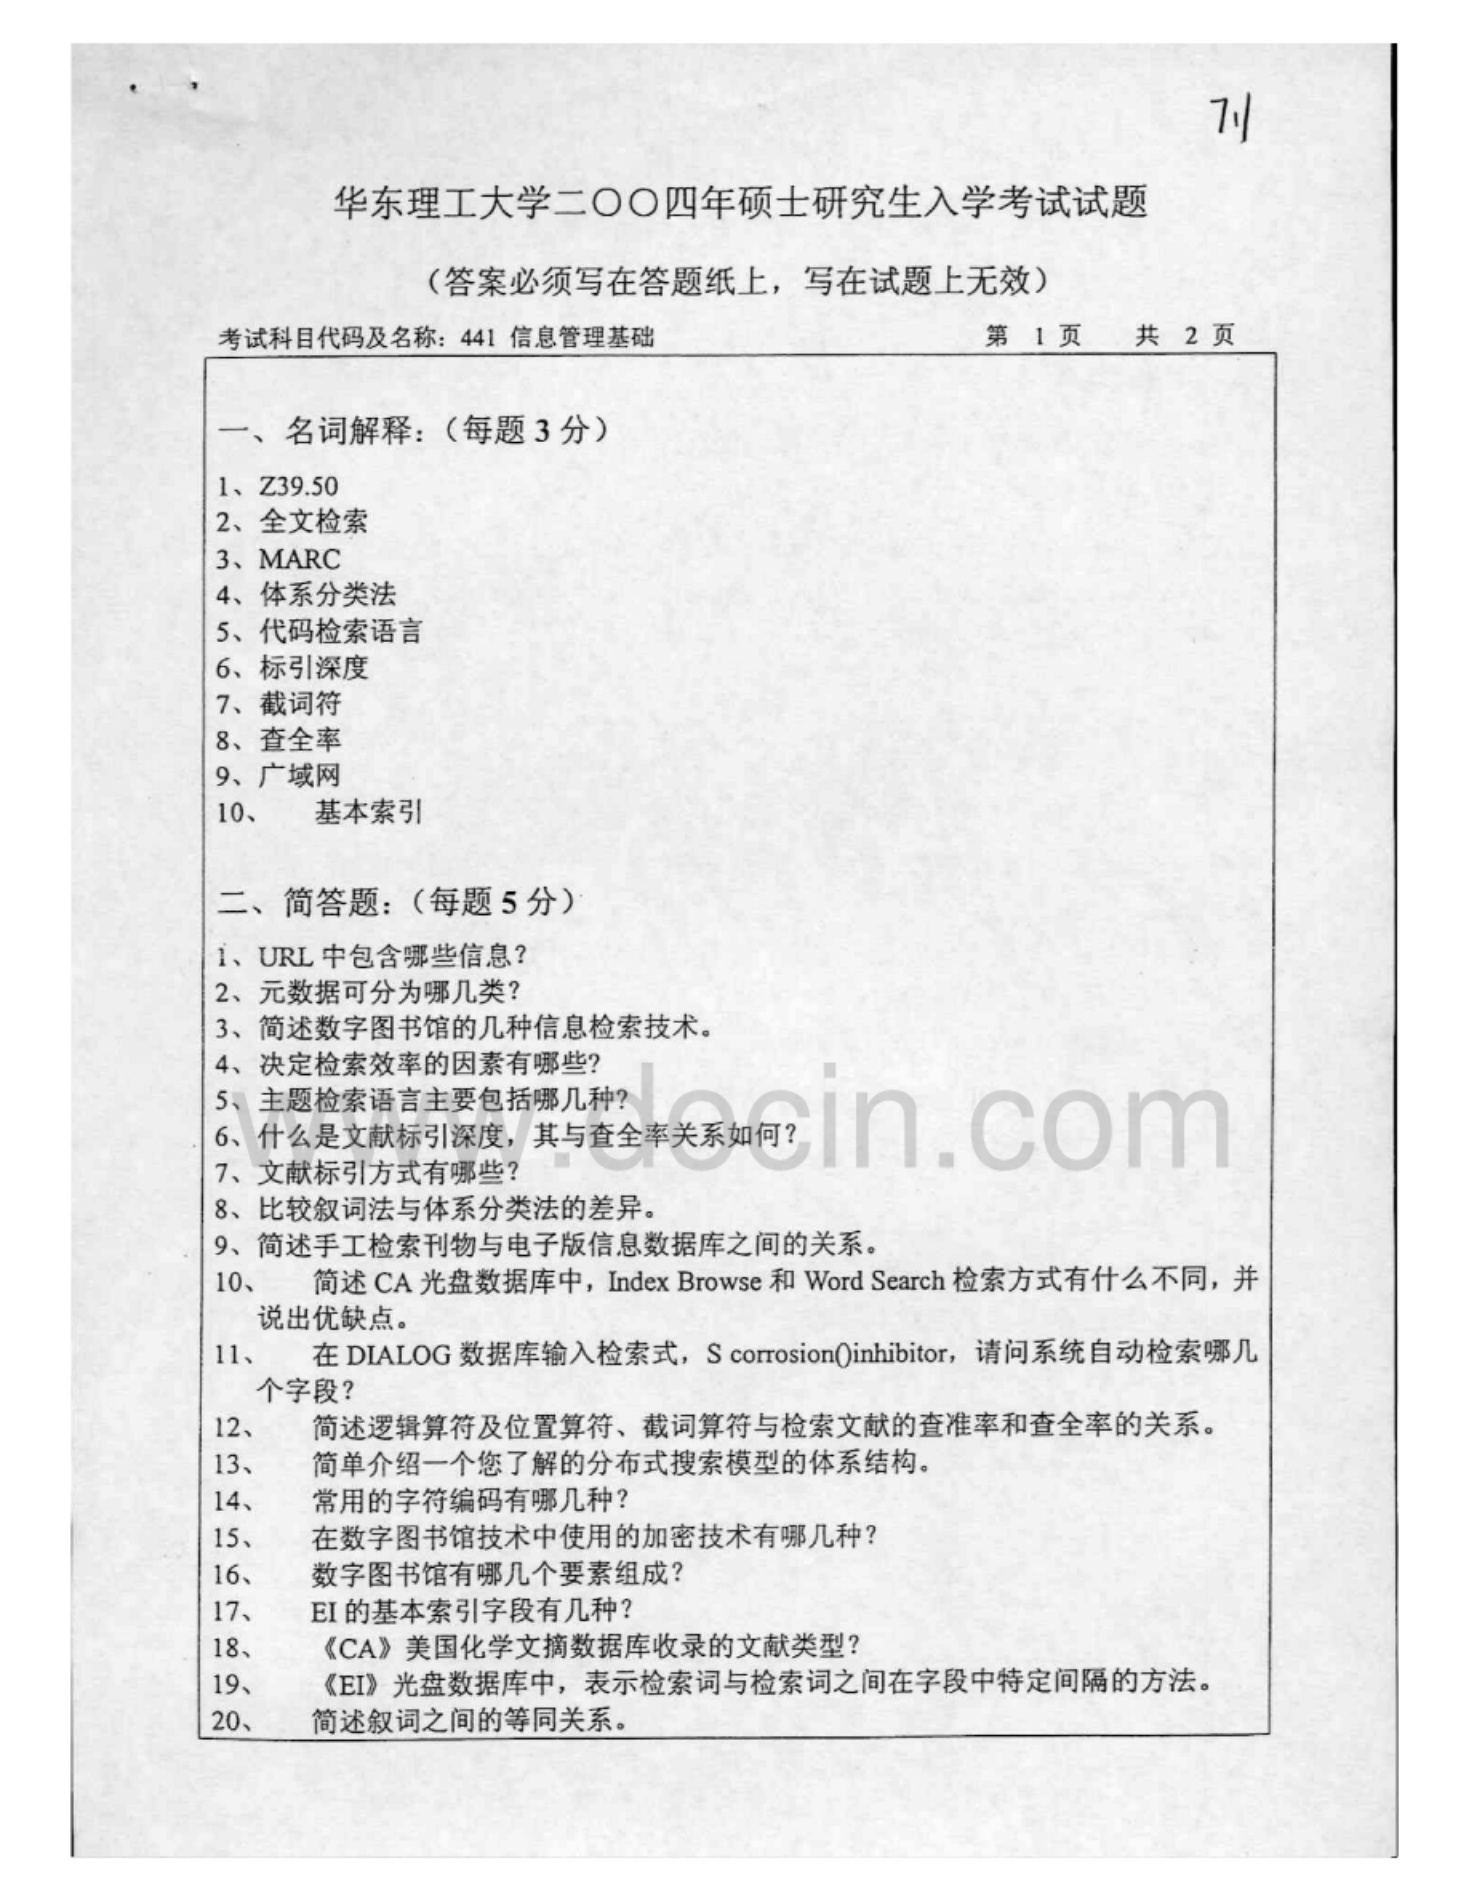 711
华东理工大学二〇〇四年硕士研究生入学考试试题
（答案必须写在答题纸上，写在试题上无效）
考试科目代码及名称：441 信息管理基础 第 1 页 共 2 页
一、名词解释：（每题 3 分）
1、Z39.50
2、全文检索
3、MARC
4、体系分类法
5、代码检索语言
6、标引深度
7、截词符
8、查全率
9、广域网
10、 基本索引
二、简答题：（每题 5 分）
1、URL 中包含哪些信息？
2、元数据可分为哪几类？
3、简述数字图书馆的几种信息检索技术。
4、决定检索效率的因素有哪些?
5、主题检索语言主要包括哪几种?
www.docin.com
6、什么是文献标引深度，其与查全率关系如何？
7、文献标引方式有哪些？
8、比较叙词法与体系分类法的差异。
9、简述手工检索刊物与电子版信息数据库之间的关系。
10、 简述 CA 光盘数据库中，Index Browse 和 Word Search 检索方式有什么不同，并
说出优缺点。
11、 在 DIALOG 数据库输入检索式，S corrosion()inhibitor，请问系统自动检索哪几
个字段？
12、 简述逻辑算符及位置算符、截词算符与检索文献的查准率和查全率的关系。
13、 简单介绍一个您了解的分布式搜索模型的体系结构。
14、 常用的字符编码有哪几种？
15、 在数字图书馆技术中使用的加密技术有哪几种？
16、 数字图书馆有哪几个要素组成？
17、 EI 的基本索引字段有几种？
18、 《CA》美国化学文摘数据库收录的文献类型？
19、 《EI》光盘数据库中，表示检索词与检索词之间在字段中特定间隔的方法。
20、 简述叙词之间的等同关系。